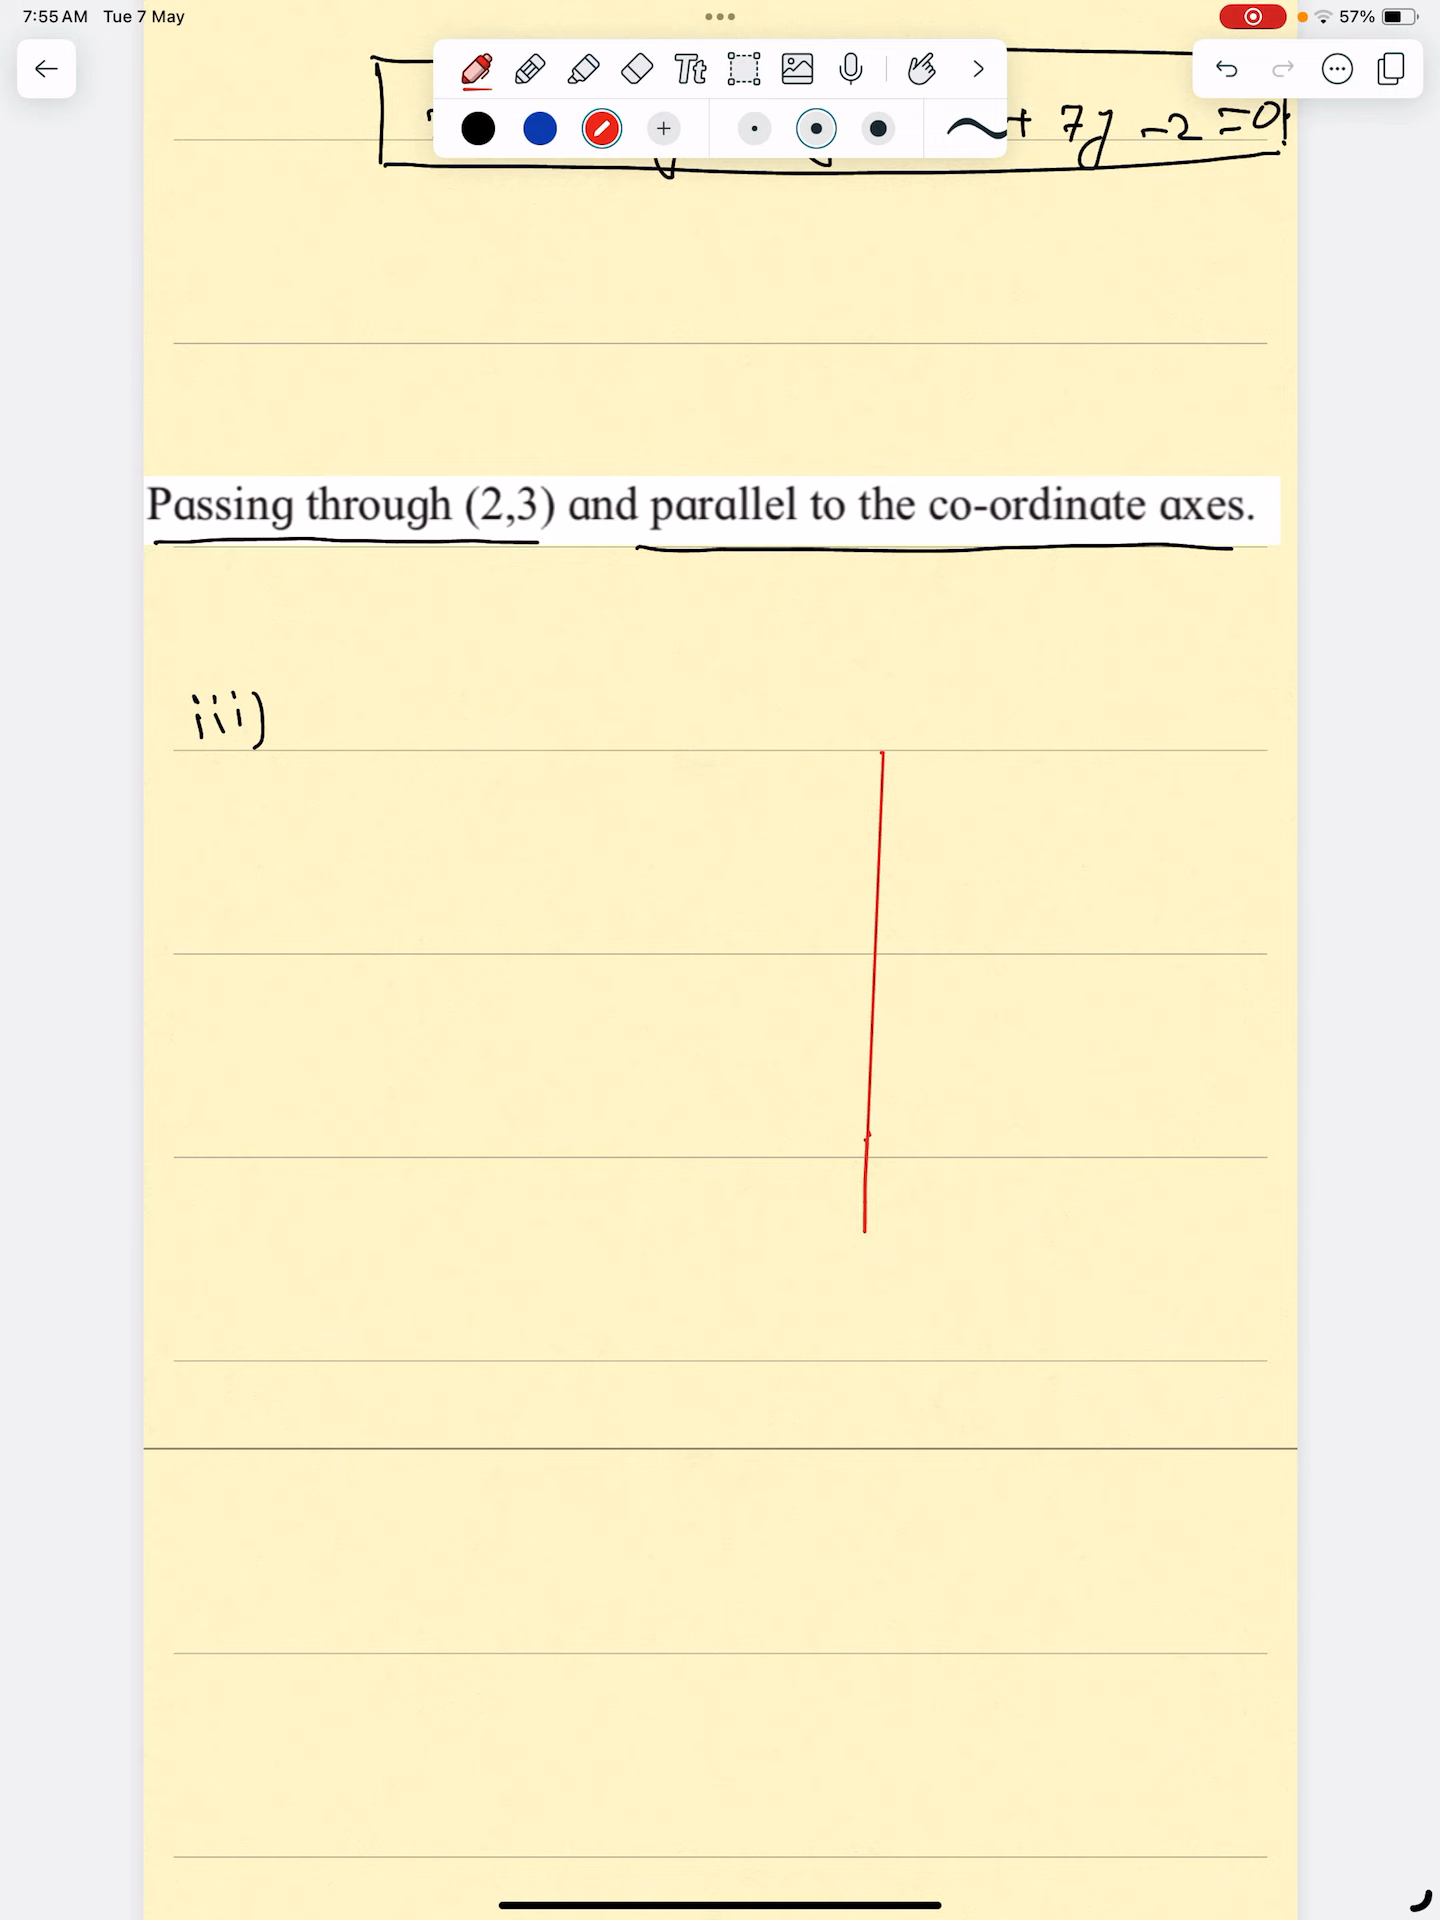 7:55 AM Tue 7 May
57%
Tt
+ 7y -2 =0
Passing through (2,3) and parallel to the co-ordinate axes.
iii)